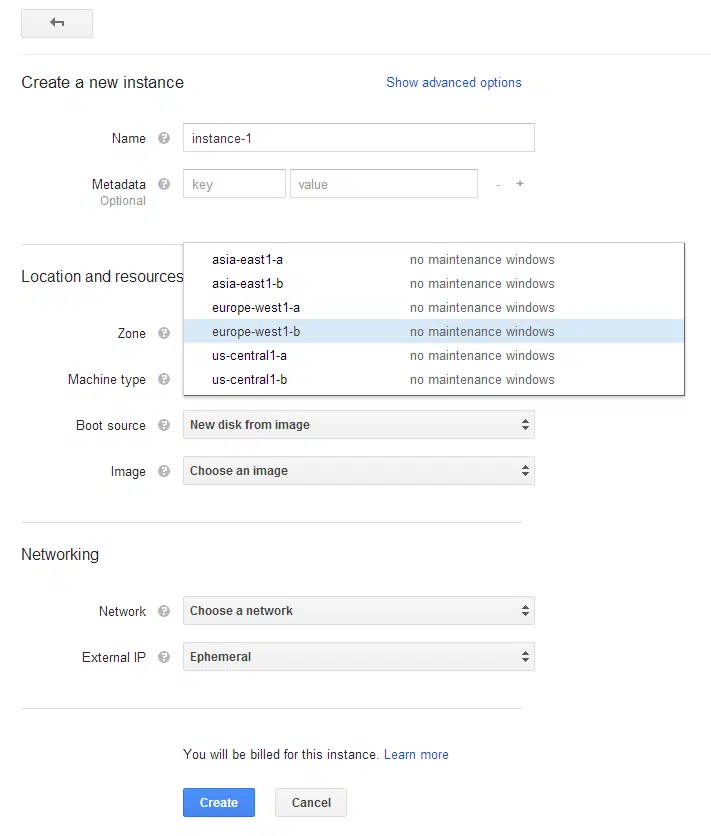 Create a new instance Show advanced options
Name instance-1
Metadata key value - +
Optional
asia-east1-a no maintenance windows
asia-east1-b no maintenance windows
Location and resources
europe-west1-a no maintenance windows
Zone europe-west1-b no maintenance windows
us-central1-a no maintenance windows
Machine type us-central1-b no maintenance windows
Boot source New disk from image
Image Choose an image
Networking
Network Choose a network
External IP Ephemeral
You will be billed for this instance. Learn more
Create Cancel